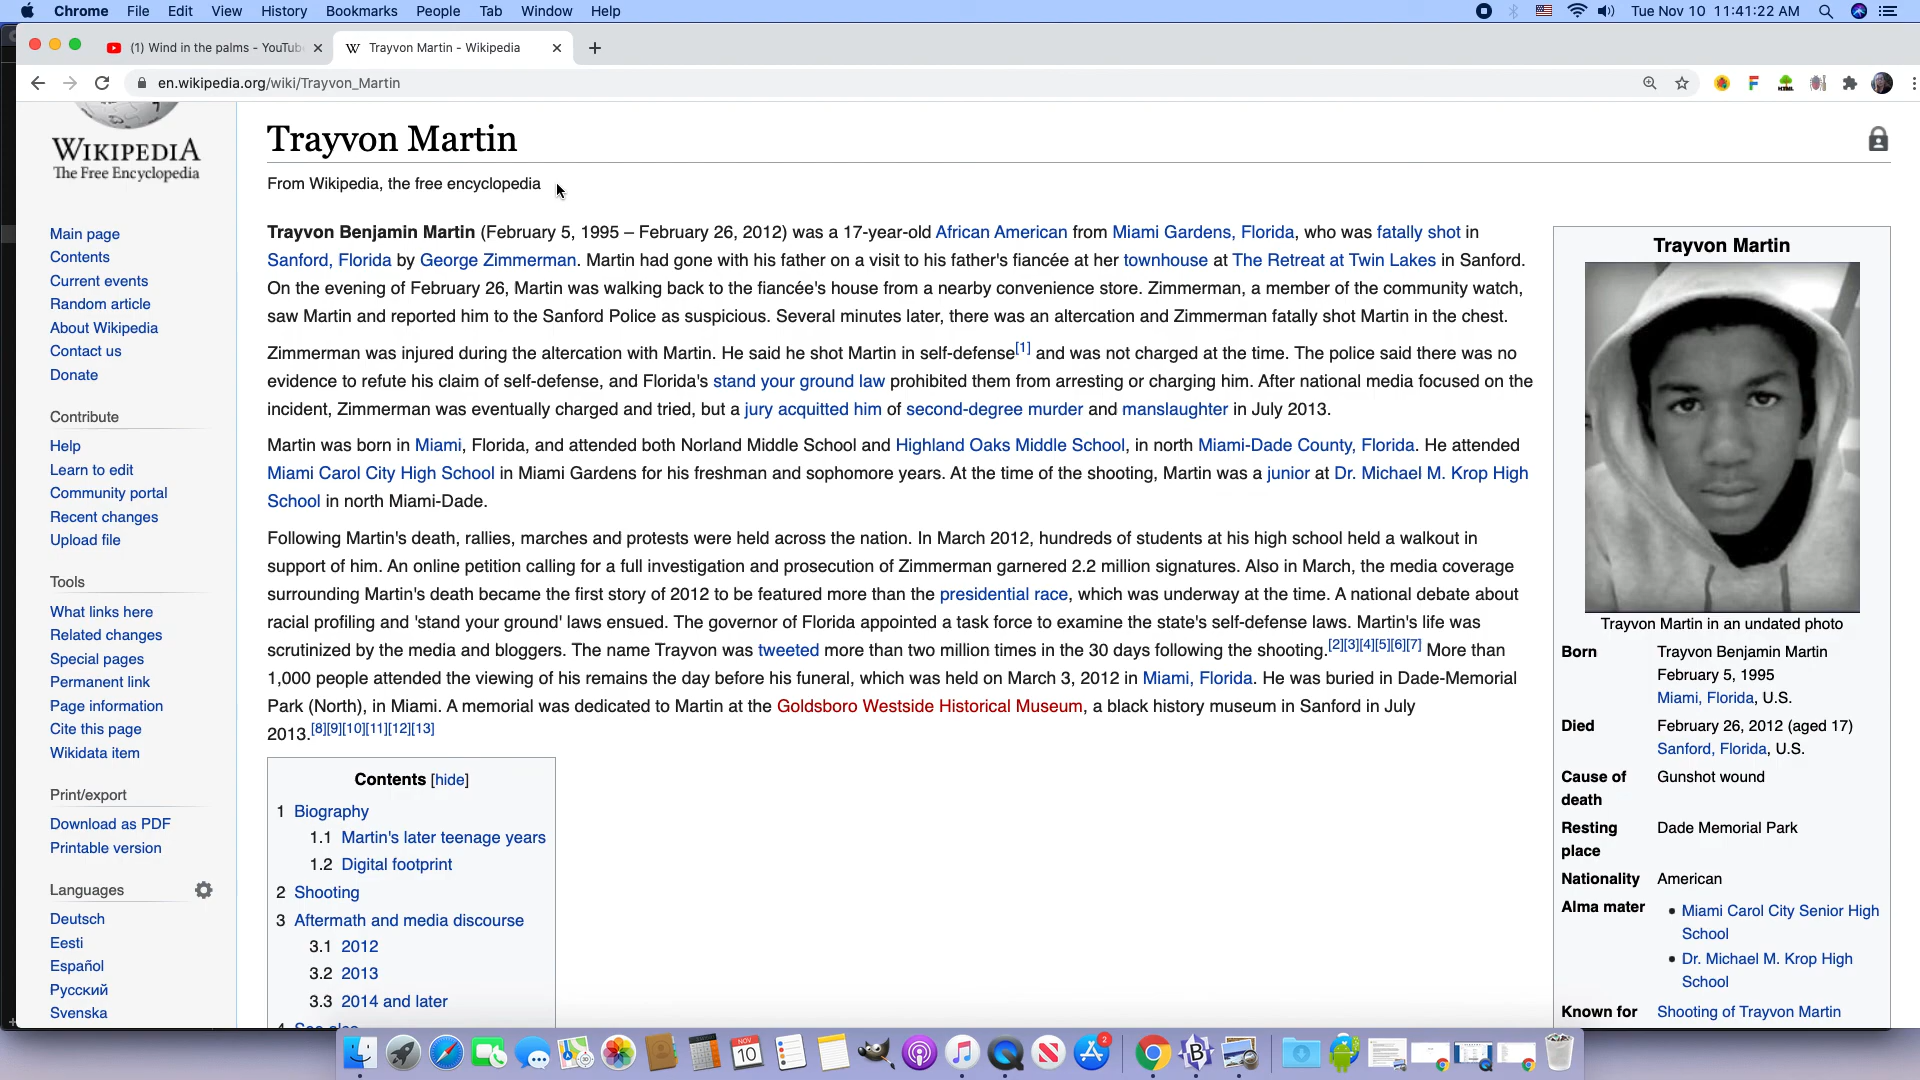 Chrome File Edit View History Bookmarks People Tab Window Help Tue Nov 10 11:41:22 AM
(1) Wind in the palms - YouTub Trayvon Martin - Wikipedia
en.wikipedia.org/wiki/Trayvon_Martin
WIKIPEDIA
The Free Encyclopedia
Main page
Contents
Current events
Random article
About Wikipedia
Contact us
Donate
Contribute
Help
Learn to edit
Community portal
Recent changes
Upload file
Tools
What links here
Related changes
Special pages
Permanent link
Page information
Cite this page
Wikidata item
Print/export
Download as PDF
Printable version
Languages
Deutsch
Eesti
Español
Русский
Svenska
Trayvon Martin
From Wikipedia, the free encyclopedia
Trayvon Benjamin Martin (February 5, 1995 – February 26, 2012) was a 17-year-old African American from Miami Gardens, Florida, who was fatally shot in
Sanford, Florida by George Zimmerman. Martin had gone with his father on a visit to his father's fiancée at her townhouse at The Retreat at Twin Lakes in Sanford.
On the evening of February 26, Martin was walking back to the fiancée's house from a nearby convenience store. Zimmerman, a member of the community watch,
saw Martin and reported him to the Sanford Police as suspicious. Several minutes later, there was an altercation and Zimmerman fatally shot Martin in the chest.
Zimmerman was injured during the altercation with Martin. He said he shot Martin in self-defense[1] and was not charged at the time. The police said there was no
evidence to refute his claim of self-defense, and Florida's stand your ground law prohibited them from arresting or charging him. After national media focused on the
incident, Zimmerman was eventually charged and tried, but a jury acquitted him of second-degree murder and manslaughter in July 2013.
Martin was born in Miami, Florida, and attended both Norland Middle School and Highland Oaks Middle School, in north Miami-Dade County, Florida. He attended
Miami Carol City High School in Miami Gardens for his freshman and sophomore years. At the time of the shooting, Martin was a junior at Dr. Michael M. Krop High
School in north Miami-Dade.
Following Martin's death, rallies, marches and protests were held across the nation. In March 2012, hundreds of students at his high school held a walkout in
support of him. An online petition calling for a full investigation and prosecution of Zimmerman garnered 2.2 million signatures. Also in March, the media coverage
surrounding Martin's death became the first story of 2012 to be featured more than the presidential race, which was underway at the time. A national debate about
racial profiling and 'stand your ground' laws ensued. The governor of Florida appointed a task force to examine the state's self-defense laws. Martin's life was
scrutinized by the media and bloggers. The name Trayvon was tweeted more than two million times in the 30 days following the shooting.[2][3][4][5][6][7] More than
1,000 people attended the viewing of his remains the day before his funeral, which was held on March 3, 2012 in Miami, Florida. He was buried in Dade-Memorial
Park (North), in Miami. A memorial was dedicated to Martin at the Goldsboro Westside Historical Museum, a black history museum in Sanford in July
2013.[8][9][10][11][12][13]
Contents [hide]
1 Biography
1.1 Martin's later teenage years
1.2 Digital footprint
2 Shooting
3 Aftermath and media discourse
3.1 2012
3.2 2013
3.3 2014 and later
4 See also
Trayvon Martin
Trayvon Martin in an undated photo
Born Trayvon Benjamin Martin
February 5, 1995
Miami, Florida, U.S.
Died February 26, 2012 (aged 17)
Sanford, Florida, U.S.
Cause of Gunshot wound
death
Resting Dade Memorial Park
place
Nationality American
Alma mater • Miami Carol City Senior High
School
• Dr. Michael M. Krop High
School
Known for Shooting of Trayvon Martin
NOV
10
2